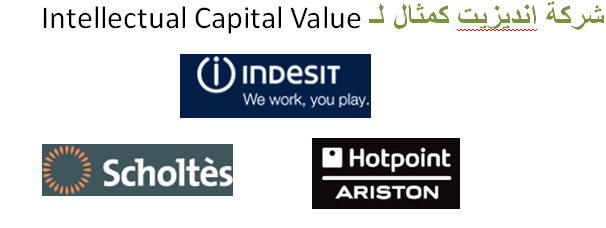 شركة انديزيت كمثال لـ Intellectual Capital Value
INDESIT
We work, you play.
Scholtès
Hotpoint
ARISTON